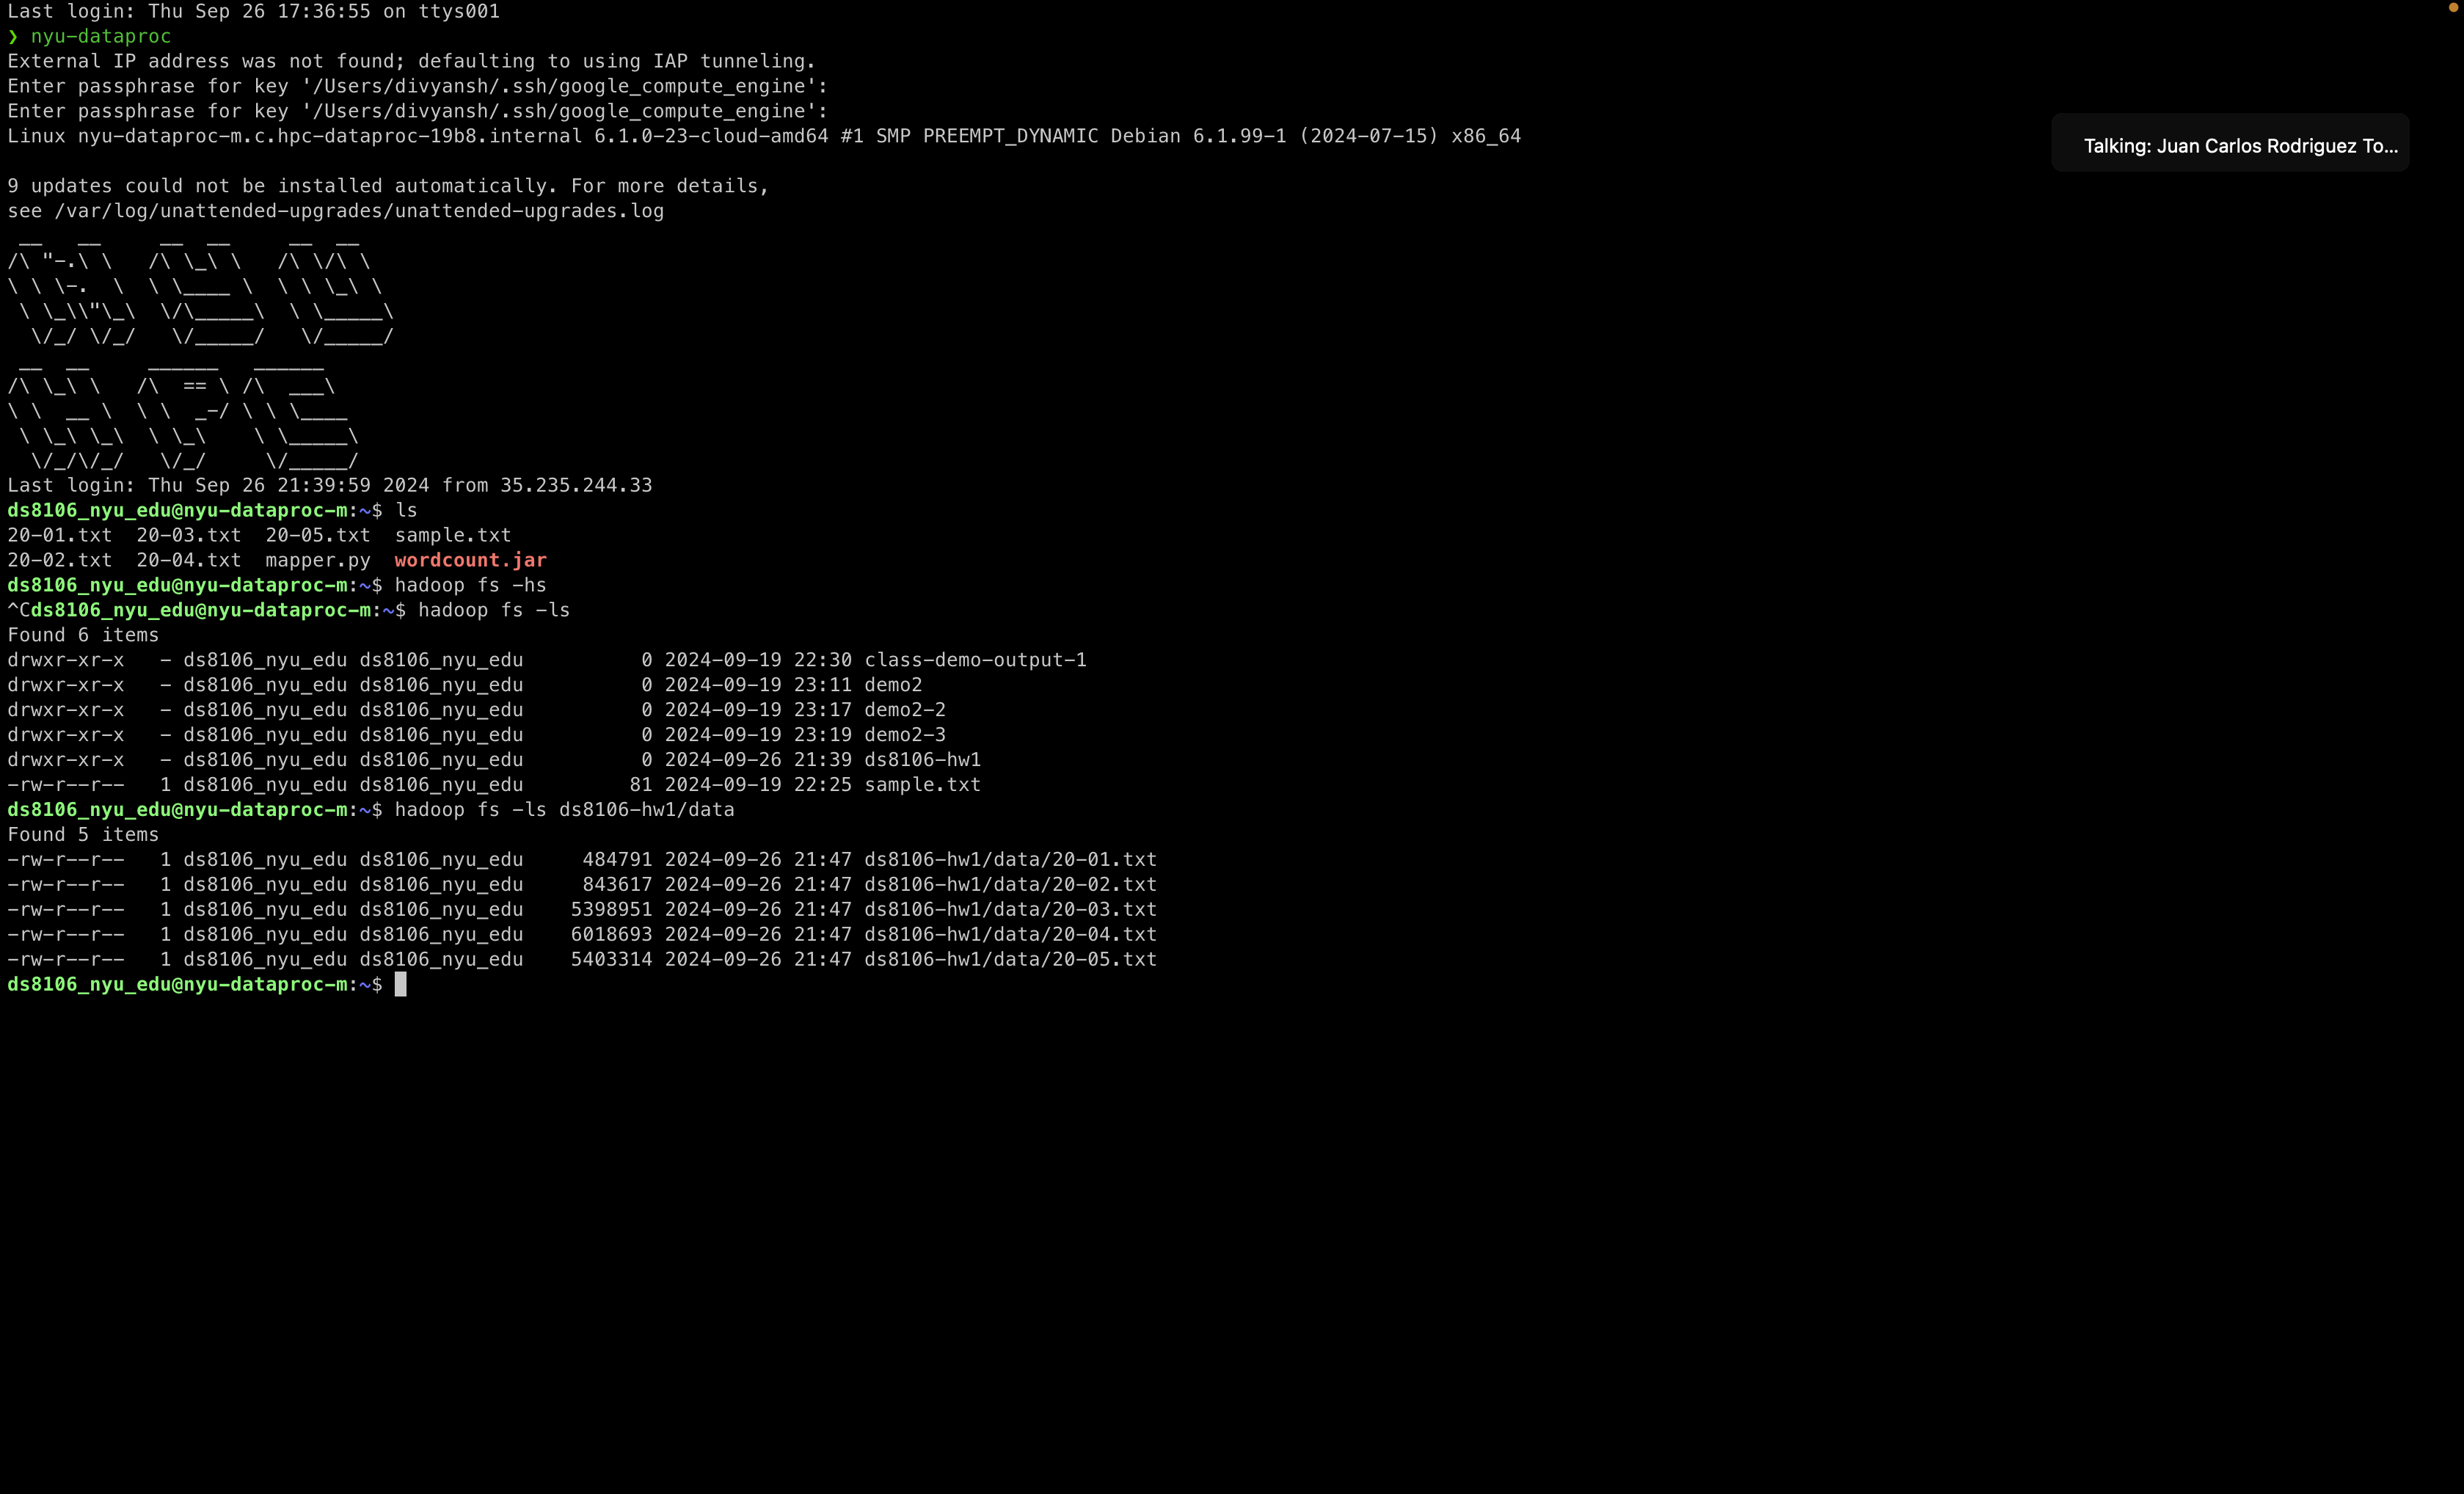 Last login: Thu Sep 26 17:36:55 on ttys001
❯ nyu-dataproc
External IP address was not found; defaulting to using IAP tunneling.
Enter passphrase for key '/Users/divyansh/.ssh/google_compute_engine':
Enter passphrase for key '/Users/divyansh/.ssh/google_compute_engine':
Linux nyu-dataproc-m.c.hpc-dataproc-19b8.internal 6.1.0-23-cloud-amd64 #1 SMP PREEMPT_DYNAMIC Debian 6.1.99-1 (2024-07-15) x86_64
Talking: Juan Carlos Rodriguez To...
9 updates could not be installed automatically. For more details,
see /var/log/unattended-upgrades/unattended-upgrades.log
 __   __     __  __     __  __
/\ "-.\ \   /\ \_\ \   /\ \/\ \
\ \ \-.  \  \ \____ \  \ \ \_\ \
 \ \_\\"\_\  \/\_____\  \ \_____\
  \/_/ \/_/   \/_____/   \/_____/
 __  __     ______   ______
/\ \_\ \   /\  == \ /\  ___\
\ \  __ \  \ \  _-/ \ \ \____
 \ \_\ \_\  \ \_\    \ \_____\
  \/_/\/_/   \/_/     \/_____/
Last login: Thu Sep 26 21:39:59 2024 from 35.235.244.33
ds8106_nyu_edu@nyu-dataproc-m:~$ ls
20-01.txt  20-03.txt  20-05.txt  sample.txt
20-02.txt  20-04.txt  mapper.py  wordcount.jar
ds8106_nyu_edu@nyu-dataproc-m:~$ hadoop fs -hs
^Cds8106_nyu_edu@nyu-dataproc-m:~$ hadoop fs -ls
Found 6 items
drwxr-xr-x   - ds8106_nyu_edu ds8106_nyu_edu          0 2024-09-19 22:30 class-demo-output-1
drwxr-xr-x   - ds8106_nyu_edu ds8106_nyu_edu          0 2024-09-19 23:11 demo2
drwxr-xr-x   - ds8106_nyu_edu ds8106_nyu_edu          0 2024-09-19 23:17 demo2-2
drwxr-xr-x   - ds8106_nyu_edu ds8106_nyu_edu          0 2024-09-19 23:19 demo2-3
drwxr-xr-x   - ds8106_nyu_edu ds8106_nyu_edu          0 2024-09-26 21:39 ds8106-hw1
-rw-r--r--   1 ds8106_nyu_edu ds8106_nyu_edu         81 2024-09-19 22:25 sample.txt
ds8106_nyu_edu@nyu-dataproc-m:~$ hadoop fs -ls ds8106-hw1/data
Found 5 items
-rw-r--r--   1 ds8106_nyu_edu ds8106_nyu_edu     484791 2024-09-26 21:47 ds8106-hw1/data/20-01.txt
-rw-r--r--   1 ds8106_nyu_edu ds8106_nyu_edu     843617 2024-09-26 21:47 ds8106-hw1/data/20-02.txt
-rw-r--r--   1 ds8106_nyu_edu ds8106_nyu_edu    5398951 2024-09-26 21:47 ds8106-hw1/data/20-03.txt
-rw-r--r--   1 ds8106_nyu_edu ds8106_nyu_edu    6018693 2024-09-26 21:47 ds8106-hw1/data/20-04.txt
-rw-r--r--   1 ds8106_nyu_edu ds8106_nyu_edu    5403314 2024-09-26 21:47 ds8106-hw1/data/20-05.txt
ds8106_nyu_edu@nyu-dataproc-m:~$